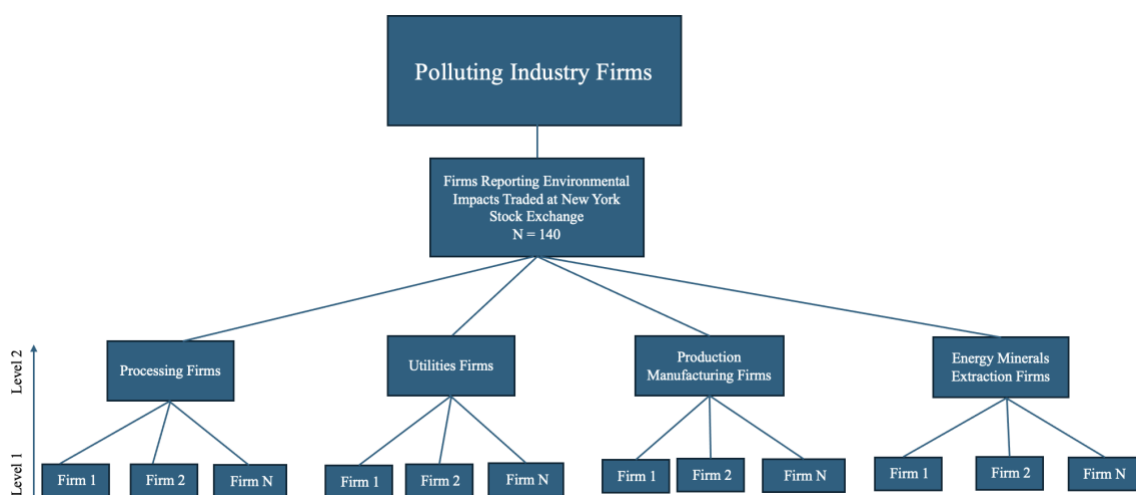 Polluting Industry Firms
Firms Reporting Environmental
Impacts Traded at New York
Stock Exchange
N = 140
Level 2
Processing Firms
Utilities Firms
Production
Manufacturing Firms
Energy Minerals
Extraction Firms
Level 1
Firm 1
Firm 2
Firm N
Firm 1
Firm 2
Firm N
Firm 1
Firm 2
Firm N
Firm 1
Firm 2
Firm N